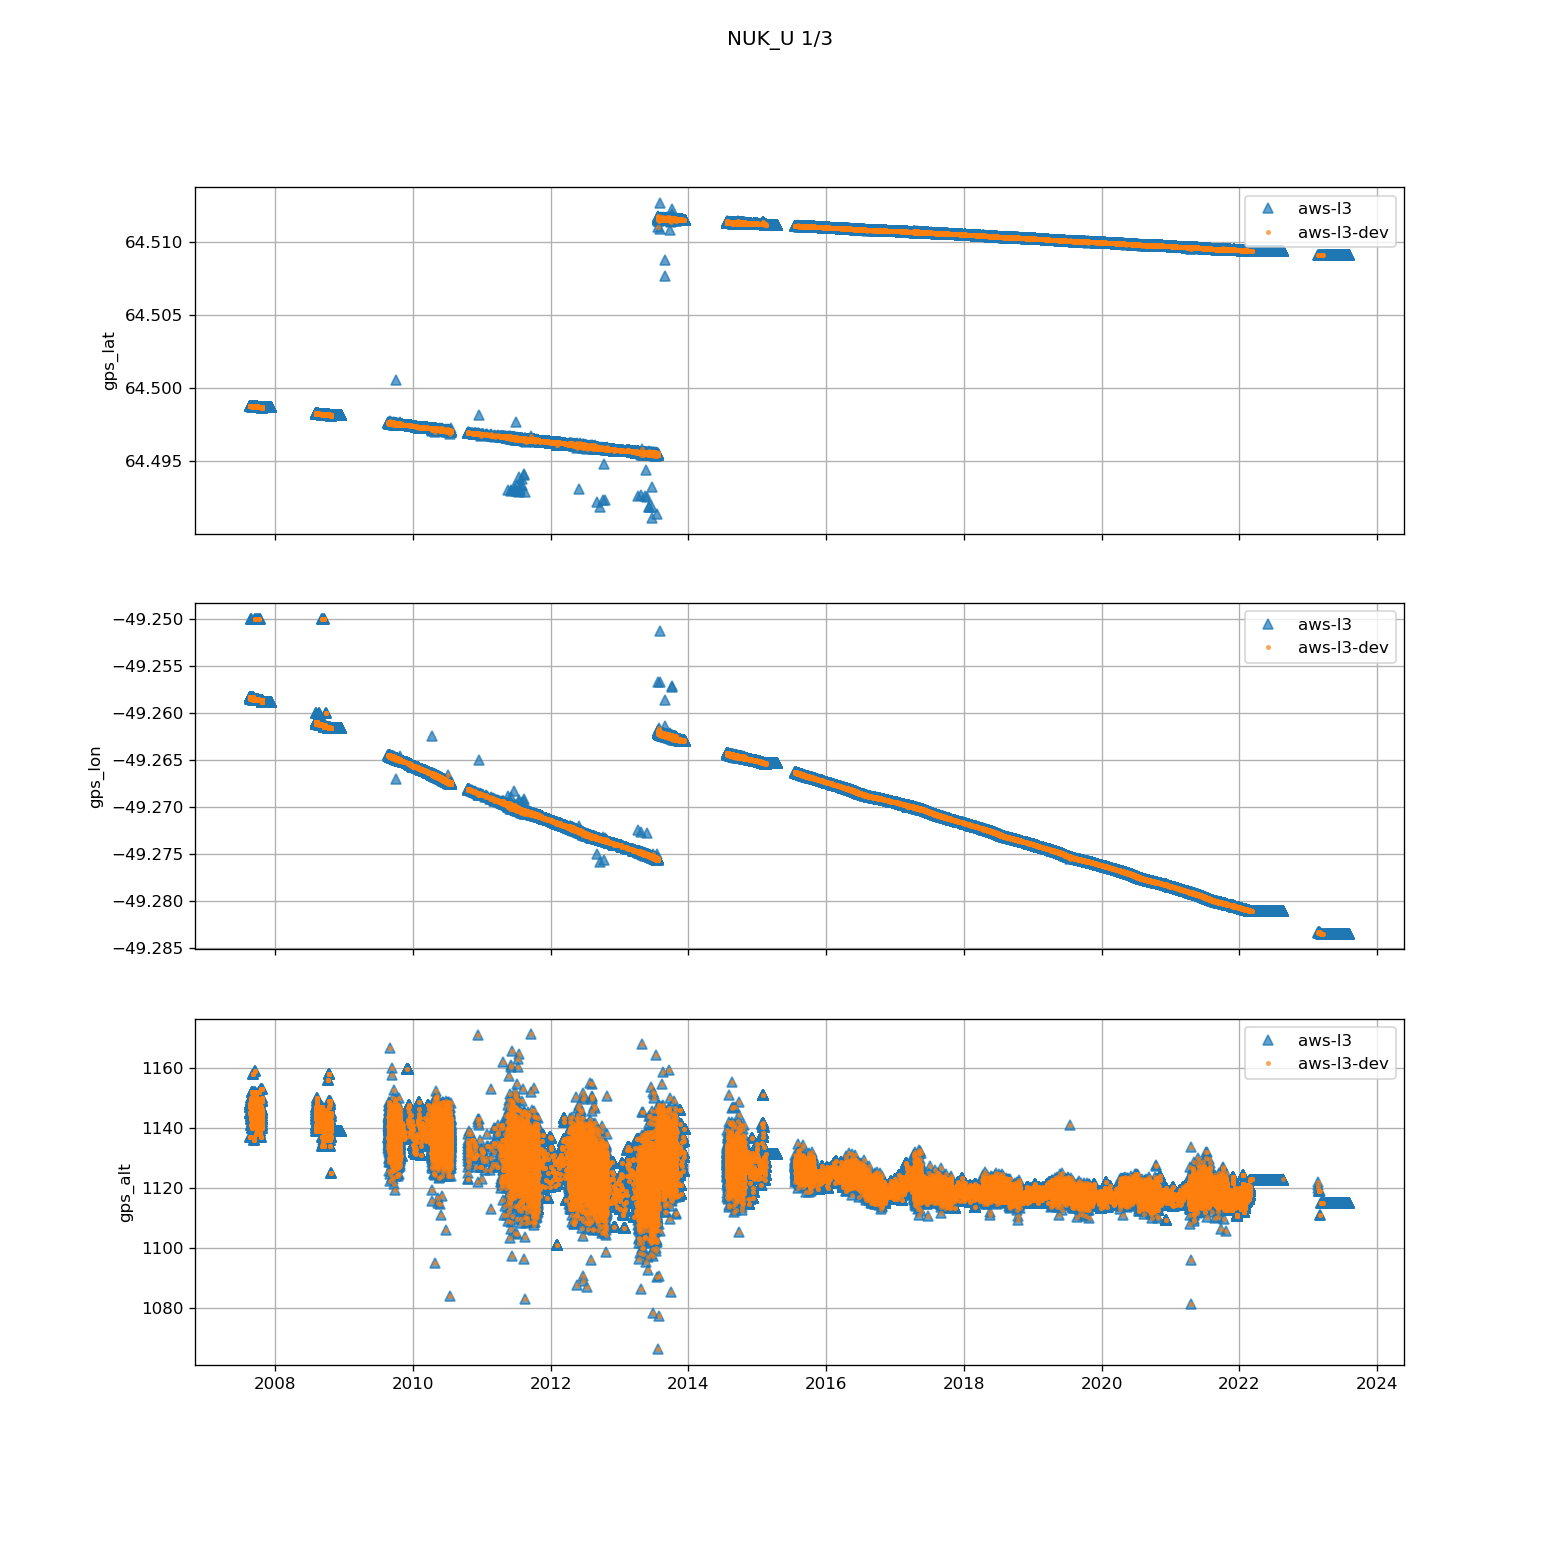 NUK_U 1/3
aws-l3
aws-l3-dev
64.510
64.505
64.500
64.495
gps_lat
aws-l3
aws-l3-dev
−49.250
−49.255
−49.260
−49.265
−49.270
−49.275
−49.280
−49.285
gps_lon
aws-l3
aws-l3-dev
1160
1140
1120
1100
1080
gps_alt
2008 2010 2012 2014 2016 2018 2020 2022 2024